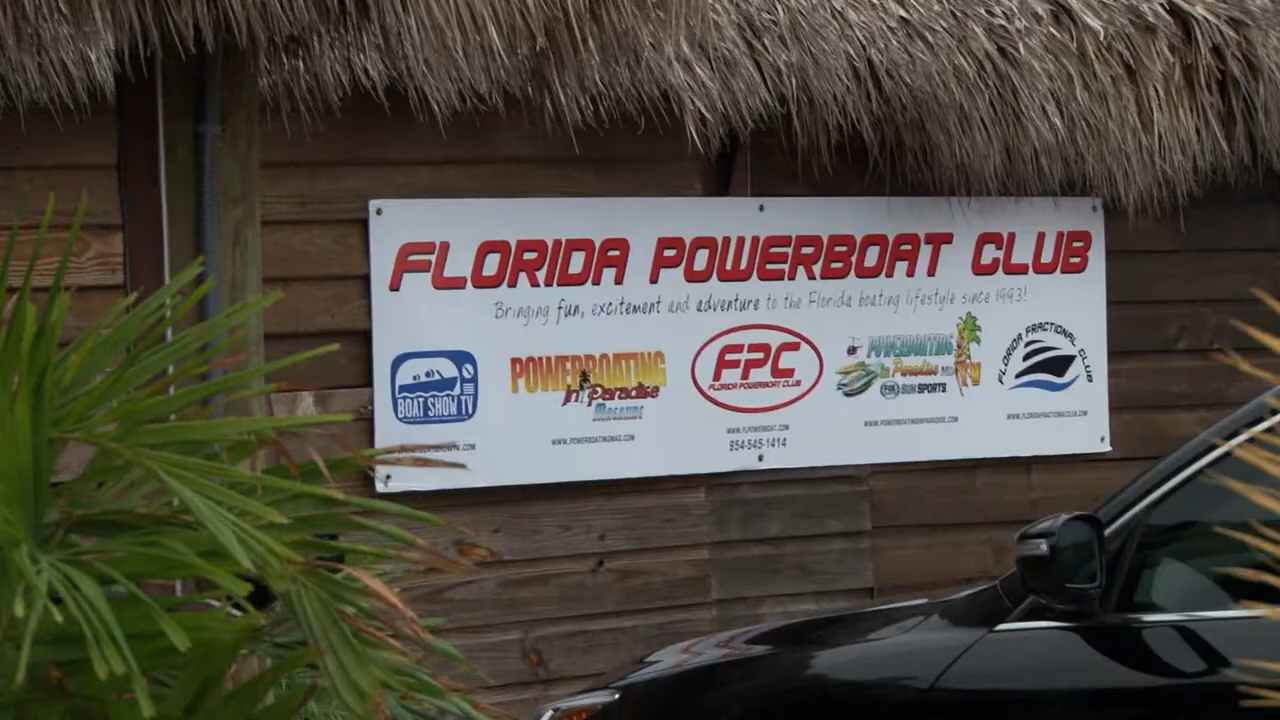 FLORIDA POWERBOAT CLUB
Bringing fun, excitement and adventure to the Florida boating lifestyle since 1993!
BOAT SHOW TV
POWERBOATING
In Paradise
MAGAZINE
WWW.POWERBOATINGMAG.COM
FPC
FLORIDA POWERBOAT CLUB
WWW.FLPOWERBOAT.COM
954-545-1414
POWERBOATING
In Paradise
FOX SUN SPORTS
WWW.POWERBOATINGINPARADISE.COM
FLORIDA FRACTIONAL CLUB
WWW.FLORIDAFRACTIONALCLUB.COM